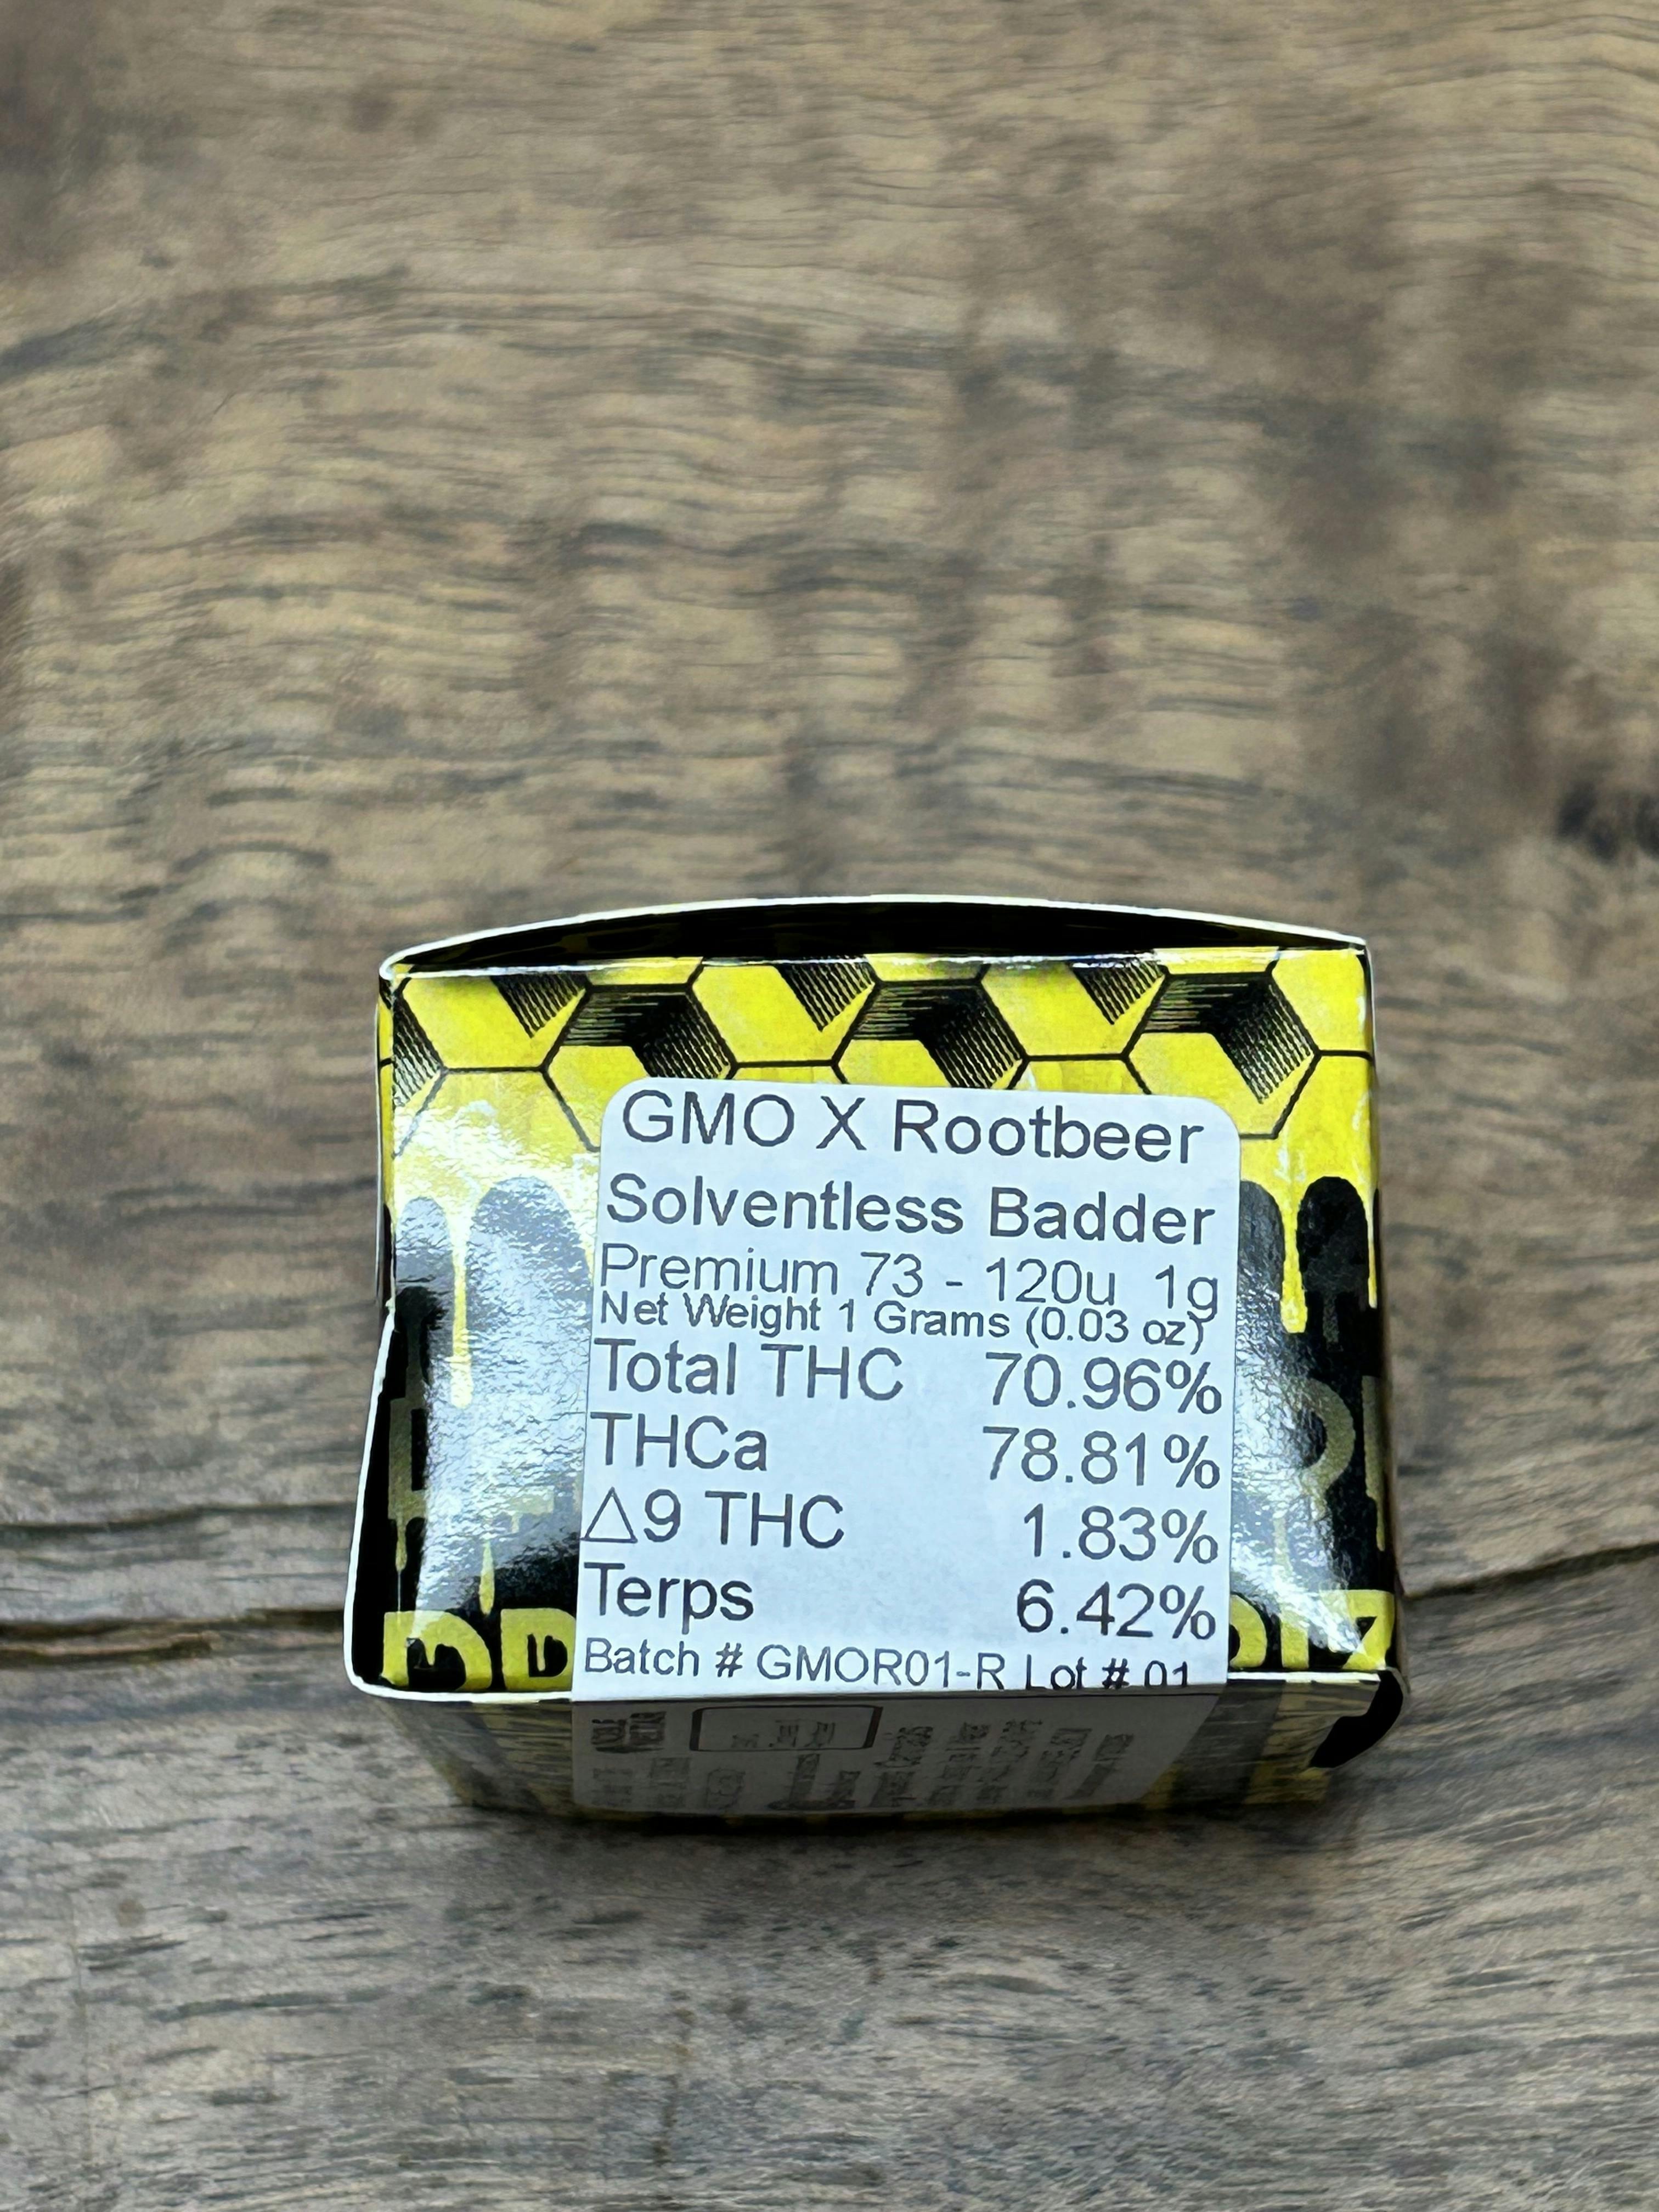 GMO X Rootbeer
Solventless Badder
Premium 73 - 120u 1g
Net Weight 1 Grams (0.03 oz)
Total THC 70.96%
THCa 78.81%
△9 THC 1.83%
Terps 6.42%
Batch # GMOR01-R Lot # 01